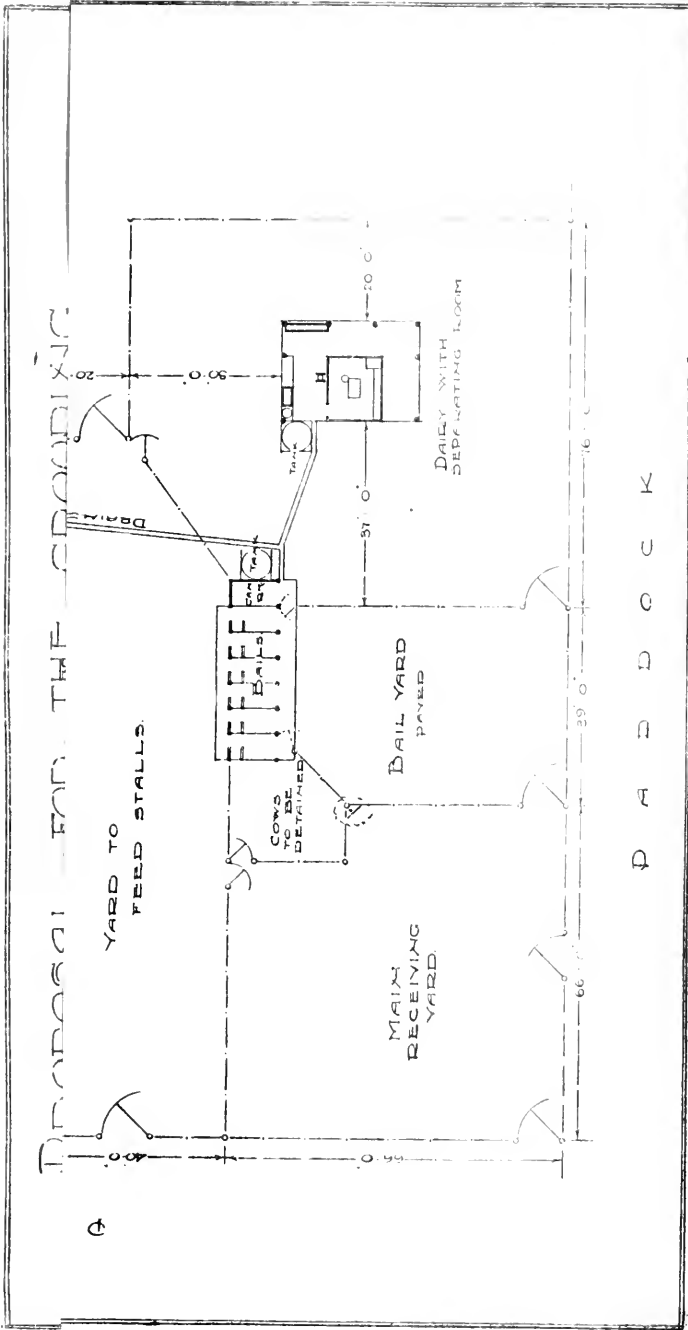 PROPOSAL FOR THE GROUPING
YARD TO
FEED STALLS.
DRAIN
TANK
BAILS
COWS
TO BE
DETAINED
MAIN
RECEIVING
YARD.
BAIL YARD
PAVED
TANK
H
DAIRY WITH
SEPARATING ROOM
40.0
66.0
20
30.0
20 0
37' 0"
39' 0"
PADDOCK